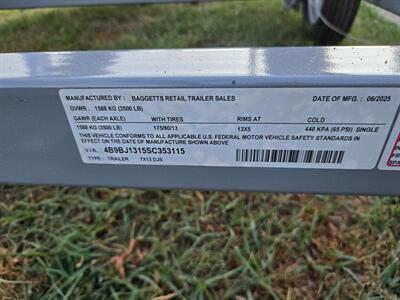 MANUFACTURED BY: BAGGETTS RETAIL TRAILER SALES DATE OF MFG.: 06/2025
GVWR: 1588 KG (3500 LB)
GAWR (EACH AXLE) WITH TIRES RIMS AT COLD
1588 KG (3500 LB) 175/80/13 13X5 448 KPA (65 PSI) SINGLE
THIS VEHICLE CONFORMS TO ALL APPLICABLE U.S. FEDERAL MOTOR VEHICLE SAFETY STANDARDS IN
EFFECT ON THE DATE OF MANUFACTURE SHOWN ABOVE
V.I.N. 4B9BJ1315SC353115
TYPE: TRAILER 7X13 DJS